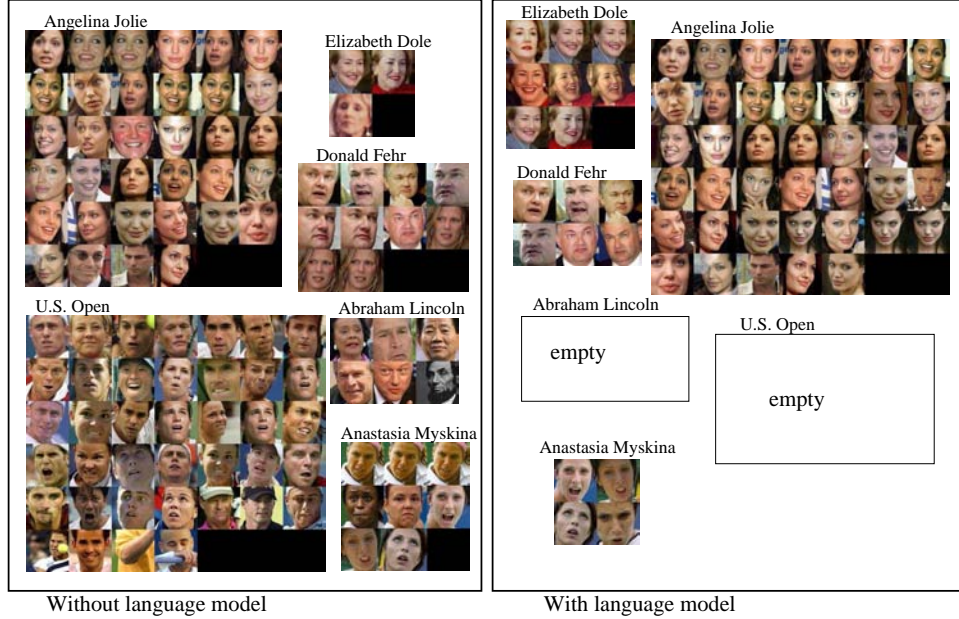 Angelina Jolie
Elizabeth Dole
Donald Fehr
U.S. Open
Abraham Lincoln
Anastasia Myskina
Without language model
Elizabeth Dole
Angelina Jolie
Donald Fehr
Abraham Lincoln
empty
U.S. Open
empty
Anastasia Myskina
With language model